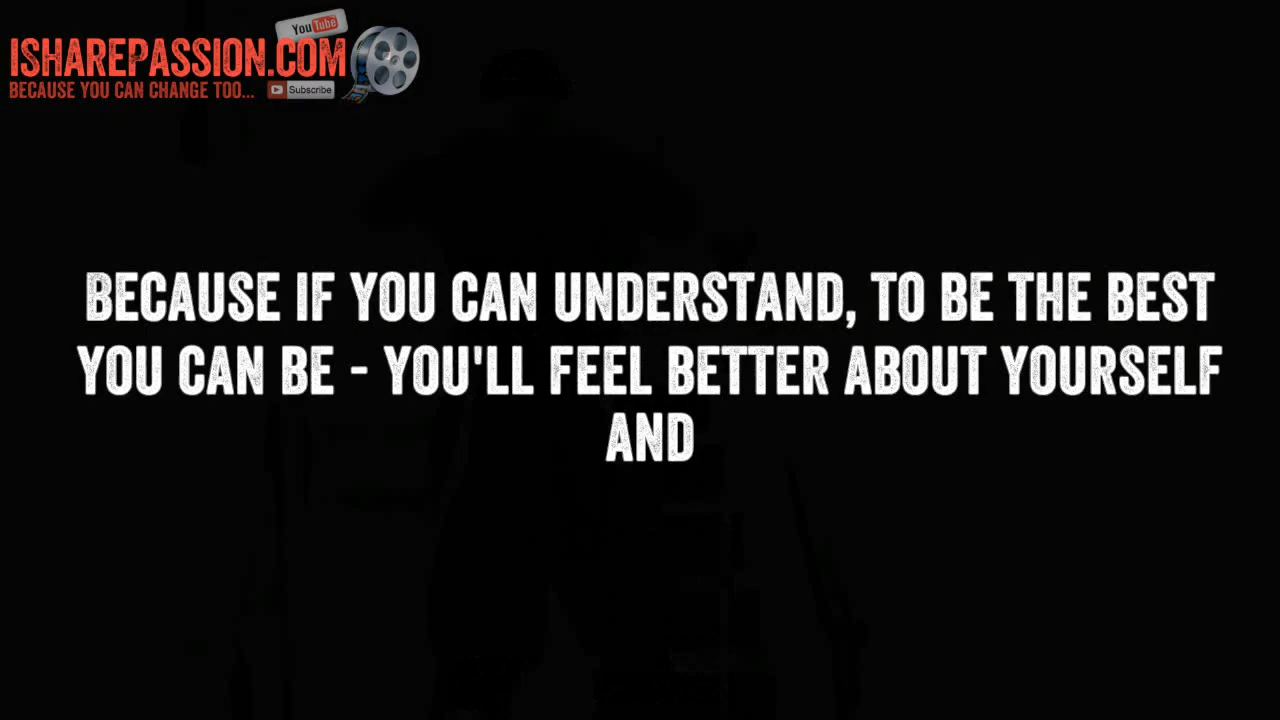 YouTube
ISHAREPASSION.COM
BECAUSE YOU CAN CHANGE TOO...
Subscribe
BECAUSE IF YOU CAN UNDERSTAND, TO BE THE BEST
YOU CAN BE - YOU'LL FEEL BETTER ABOUT YOURSELF
AND